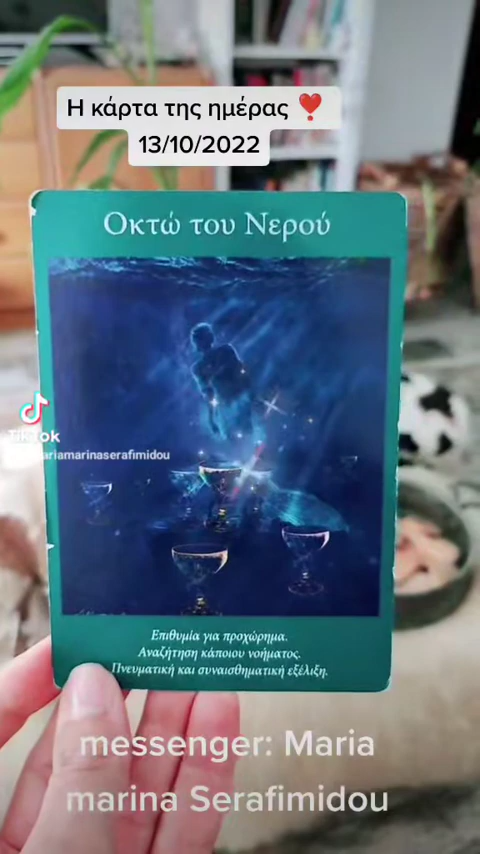 Η κάρτα της ημέρας ❣️
13/10/2022
Οκτώ του Νερού
TikTok
ariamarinaserafimidou
Επιθυμία για προχώρημα.
Αναζήτηση κάποιου νοήματος.
Πνευματική και συναισθηματική εξέλιξη.
messenger: Maria
marina Serafimidou